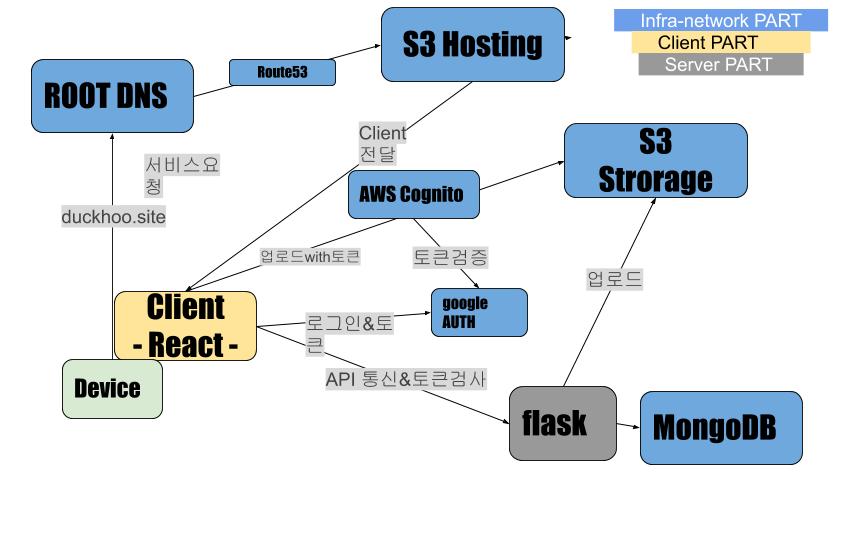 Infra-network PART
Client PART
Server PART
S3 Hosting
Route53
ROOT DNS
Client
전달
서비스요
청
duckhoo.site
S3
Strorage
AWS Cognito
업로드with토큰
토큰검증
업로드
Client
- React -
google
AUTH
로그인&토
큰
Device
API 통신&토큰검사
flask
MongoDB